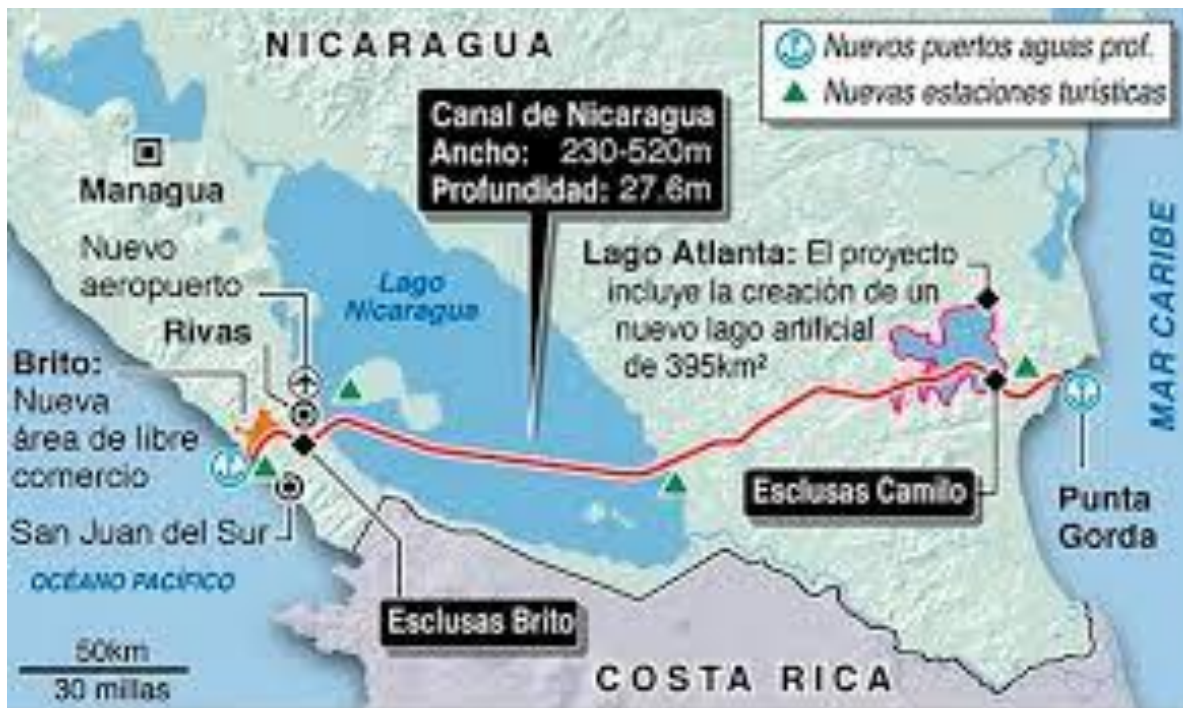 NICARAGUA
Nuevos puertos aguas prof.
Nuevas estaciones turísticas
Canal de Nicaragua
Ancho: 230-520m
Profundidad: 27.6m
Managua
Nuevo
aeropuerto
Rivas
Brito:
Nueva
área de libre
comercio
San Juan del Sur
OCÉANO PACÍFICO
Lago
Nicaragua
Lago Atlanta: El proyecto
incluye la creación de un
nuevo lago artificial
de 395km²
MAR CARIBE
Esclusas Camilo
Punta
Gorda
Esclusas Brito
50km
30 millas
COSTA RICA